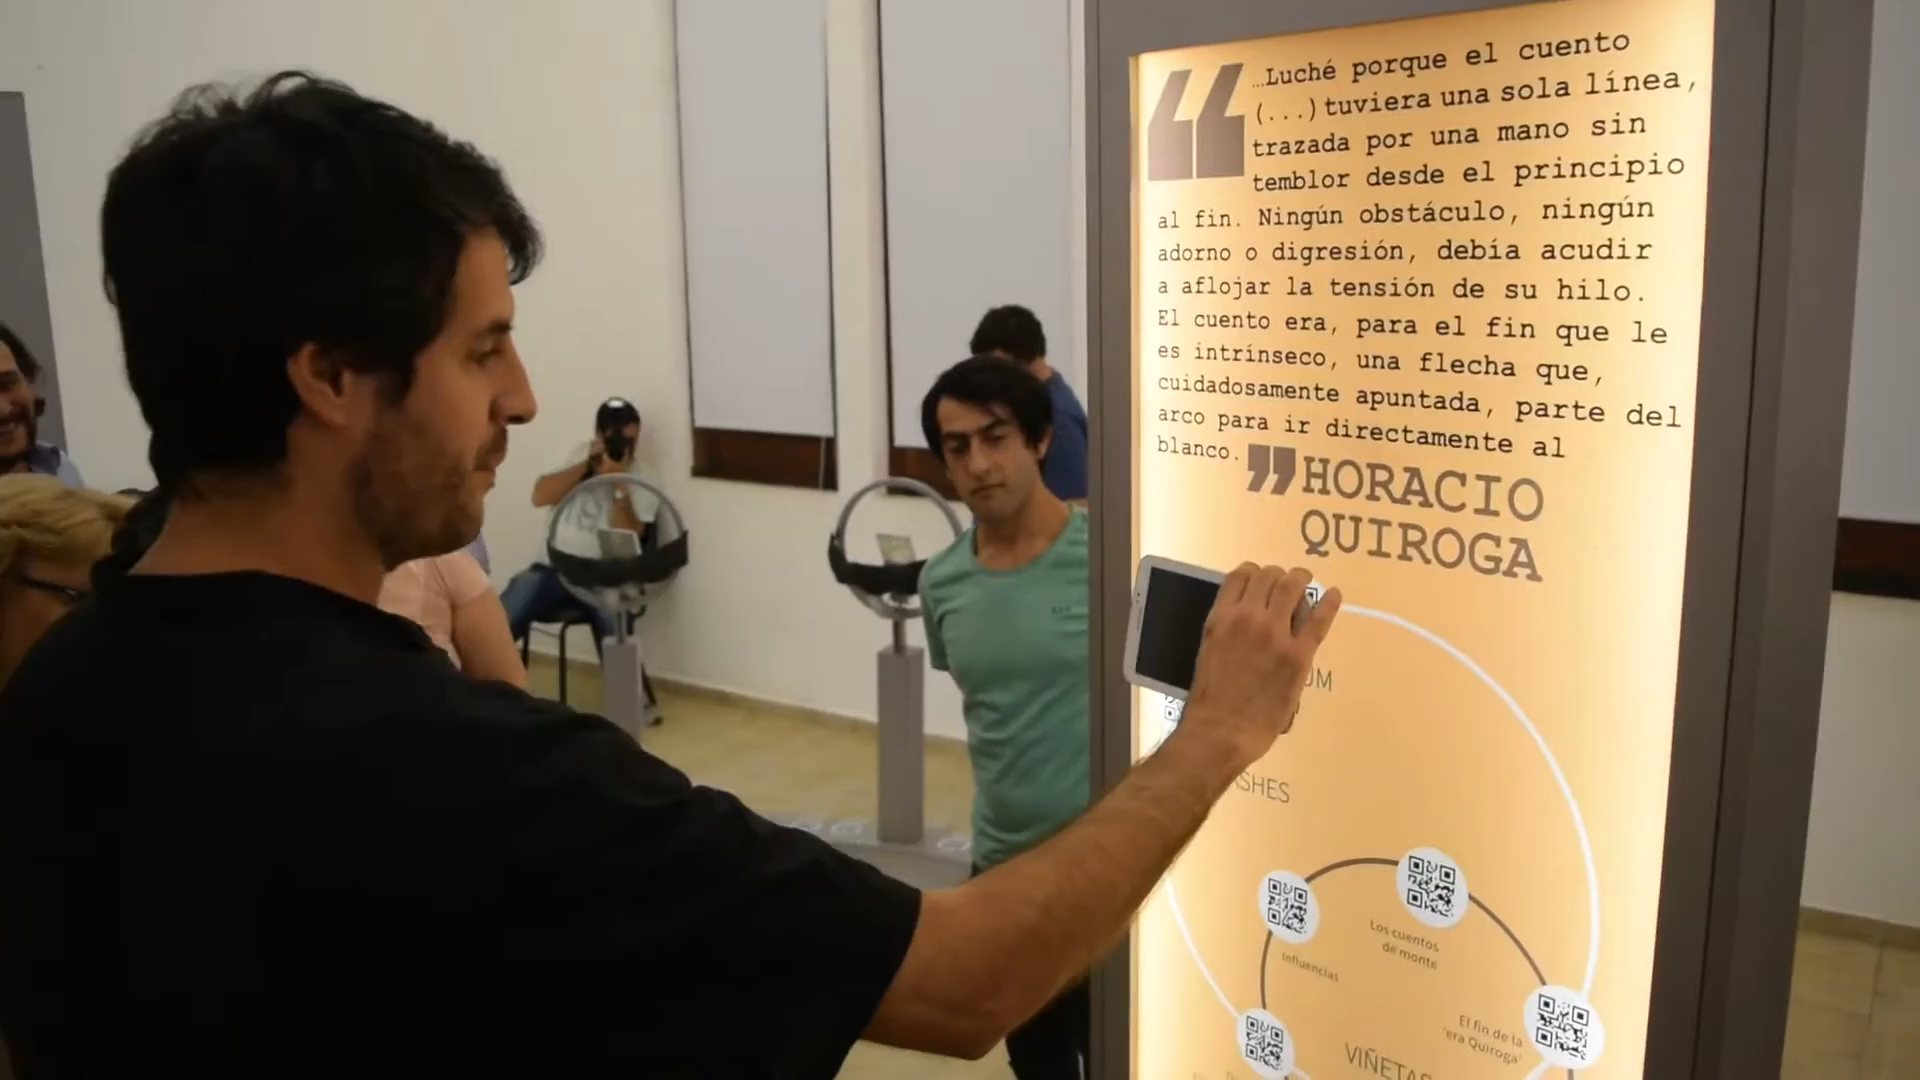 “ …Luché porque el cuento
(...) tuviera una sola línea,
trazada por una mano sin
temblor desde el principio
al fin. Ningún obstáculo, ningún
adorno o digresión, debía acudir
a aflojar la tensión de su hilo.
El cuento era, para el fin que le
es intrínseco, una flecha que,
cuidadosamente apuntada, parte del
arco para ir directamente al
blanco. ”
HORACIO
QUIROGA
Los cuentos
de monte
Influencias
El fin de la
'era Quiroga'